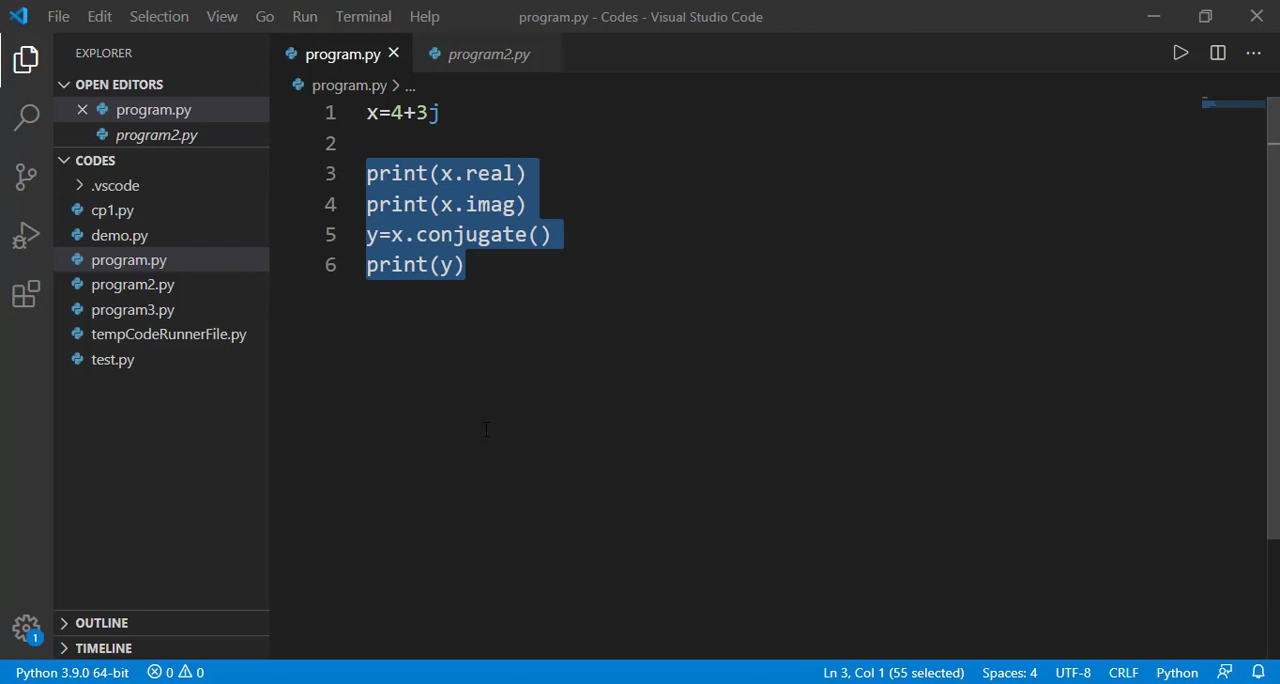 File Edit Selection View Go Run Terminal Help program.py - Codes - Visual Studio Code
EXPLORER
OPEN EDITORS
program.py
program2.py
CODES
.vscode
cp1.py
demo.py
program.py
program2.py
program3.py
tempCodeRunnerFile.py
test.py
OUTLINE
TIMELINE
1
program.py program2.py
program.py > ...
1 x=4+3j
2
3 print(x.real)
4 print(x.imag)
5 y=x.conjugate()
6 print(y)
Python 3.9.0 64-bit 0 0 Ln 3, Col 1 (55 selected) Spaces: 4 UTF-8 CRLF Python